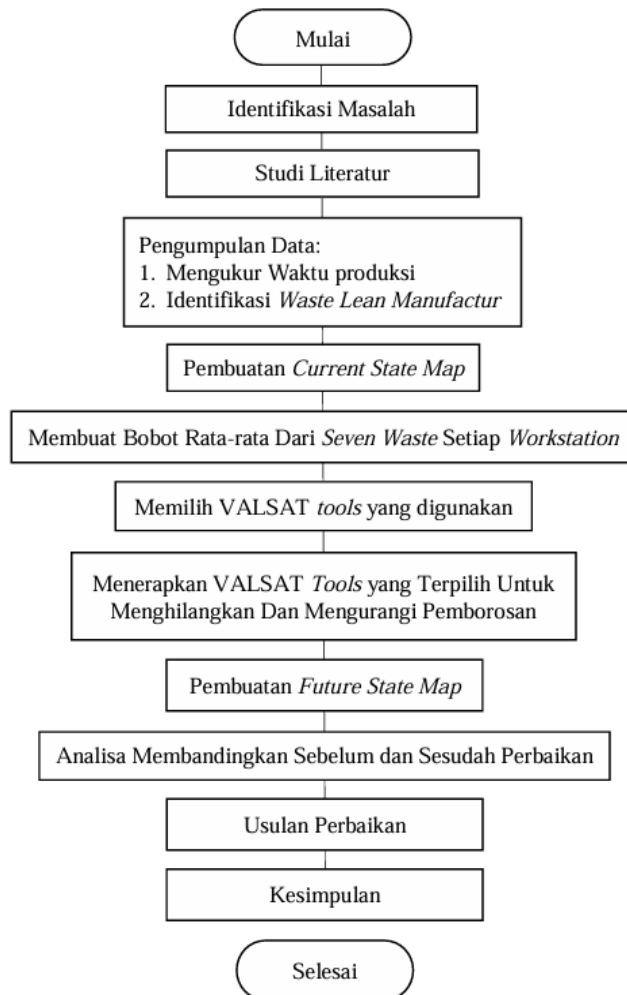 Mulai
Identifikasi Masalah
Studi Literatur
Pengumpulan Data:
1. Mengukur Waktu produksi
2. Identifikasi Waste Lean Manufactur
Pembuatan Current State Map
Membuat Bobot Rata-rata Dari Seven Waste Setiap Workstation
Memilih VALSAT tools yang digunakan
Menerapkan VALSAT Tools yang Terpilih Untuk
Menghilangkan Dan Mengurangi Pemborosan
Pembuatan Future State Map
Analisa Membandingkan Sebelum dan Sesudah Perbaikan
Usulan Perbaikan
Kesimpulan
Selesai